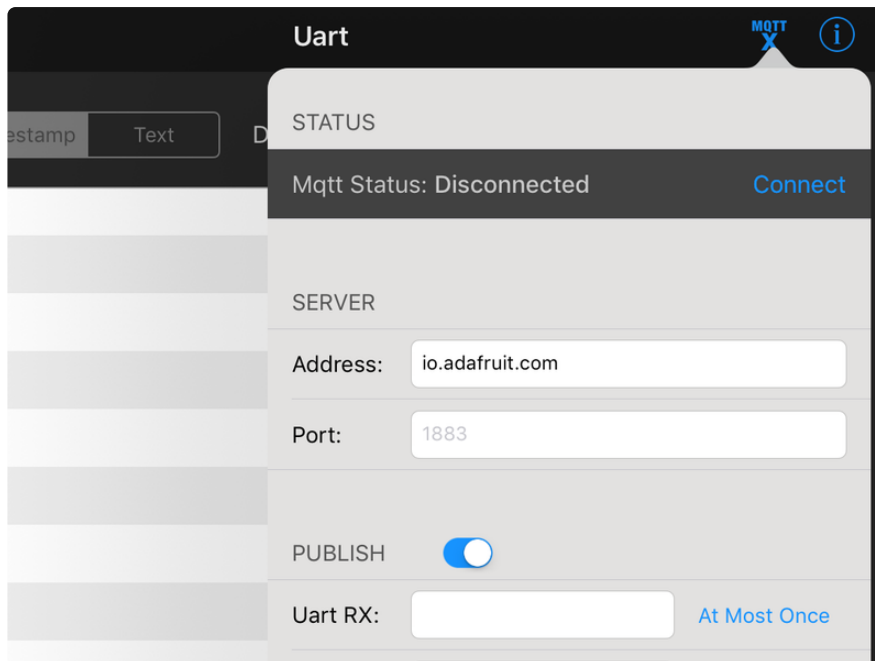 Uart
MQTT
X
i
Text
STATUS
Mqtt Status: Disconnected Connect
SERVER
Address: io.adafruit.com
Port: 1883
PUBLISH
Uart RX: At Most Once